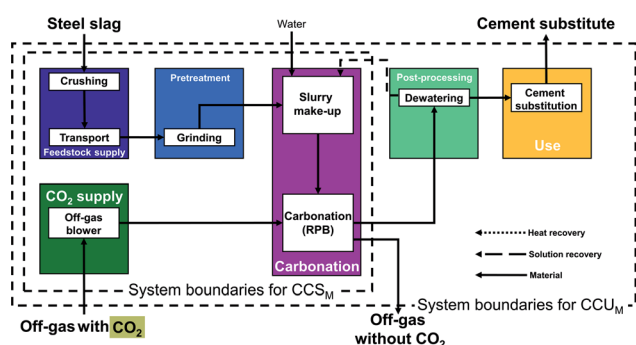 Steel slag
Water
Cement substitute
Crushing
Transport
Feedstock supply
Pretreatment
Grinding
Slurry
make-up
Post-processing
Dewatering
Cement
substitution
Use
CO2 supply
Off-gas
blower
Carbonation
(RPB)
Carbonation
Heat recovery
Solution recovery
Material
System boundaries for CCSM
System boundaries for CCUM
Off-gas with CO2
Off-gas
without CO2